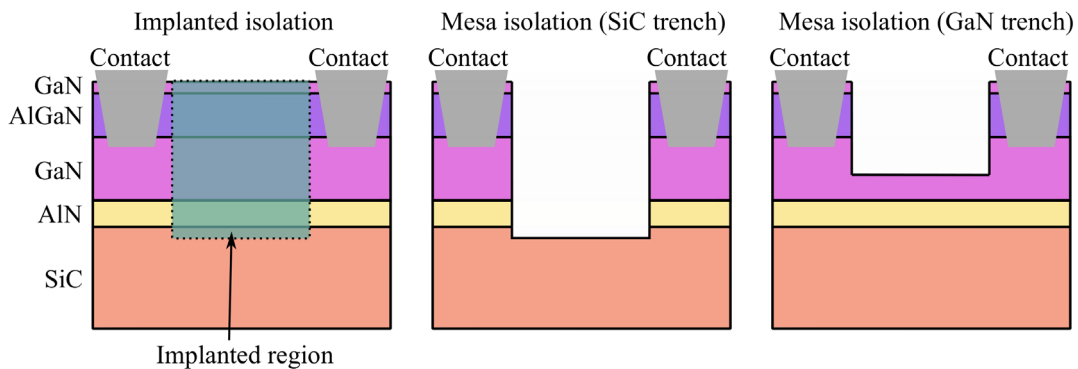 Implanted isolation
Mesa isolation (SiC trench)
Mesa isolation (GaN trench)
Contact
Contact
Contact
Contact
Contact
Contact
GaN
AlGaN
GaN
AlN
SiC
Implanted region